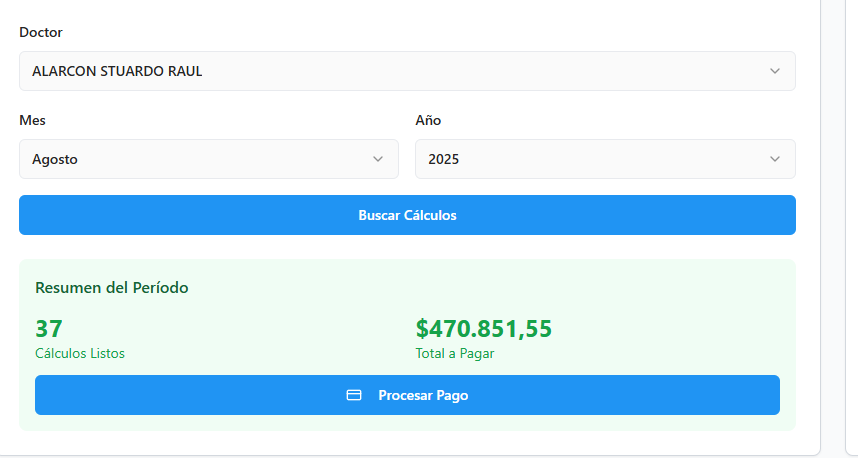 Doctor
ALARCON STUARDO RAUL
Mes
Año
Agosto
2025
Buscar Cálculos
Resumen del Período
37
$470.851,55
Cálculos Listos
Total a Pagar
Procesar Pago